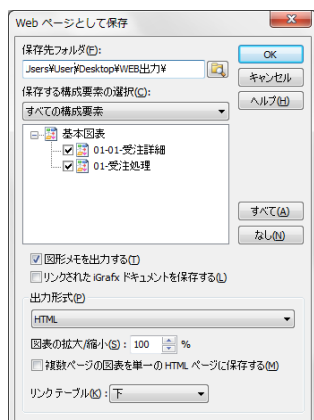 Web ページとして保存
保存先フォルダ(F):
Jsers¥User¥Desktop¥WEB出力¥
OK
キャンセル
ヘルプ(H)
保存する構成要素の選択(C):
すべての構成要素
基本図表
01-01-受注詳細
01-受注処理
すべて(A)
なし(N)
図形メモを出力する(T)
リンクされた iGrafx ドキュメントを保存する(L)
出力形式(P)
HTML
図表の拡大/縮小(S): 100 %
複数ページの図表を単一の HTML ページに保存する(M)
リンク テーブル(K): 下